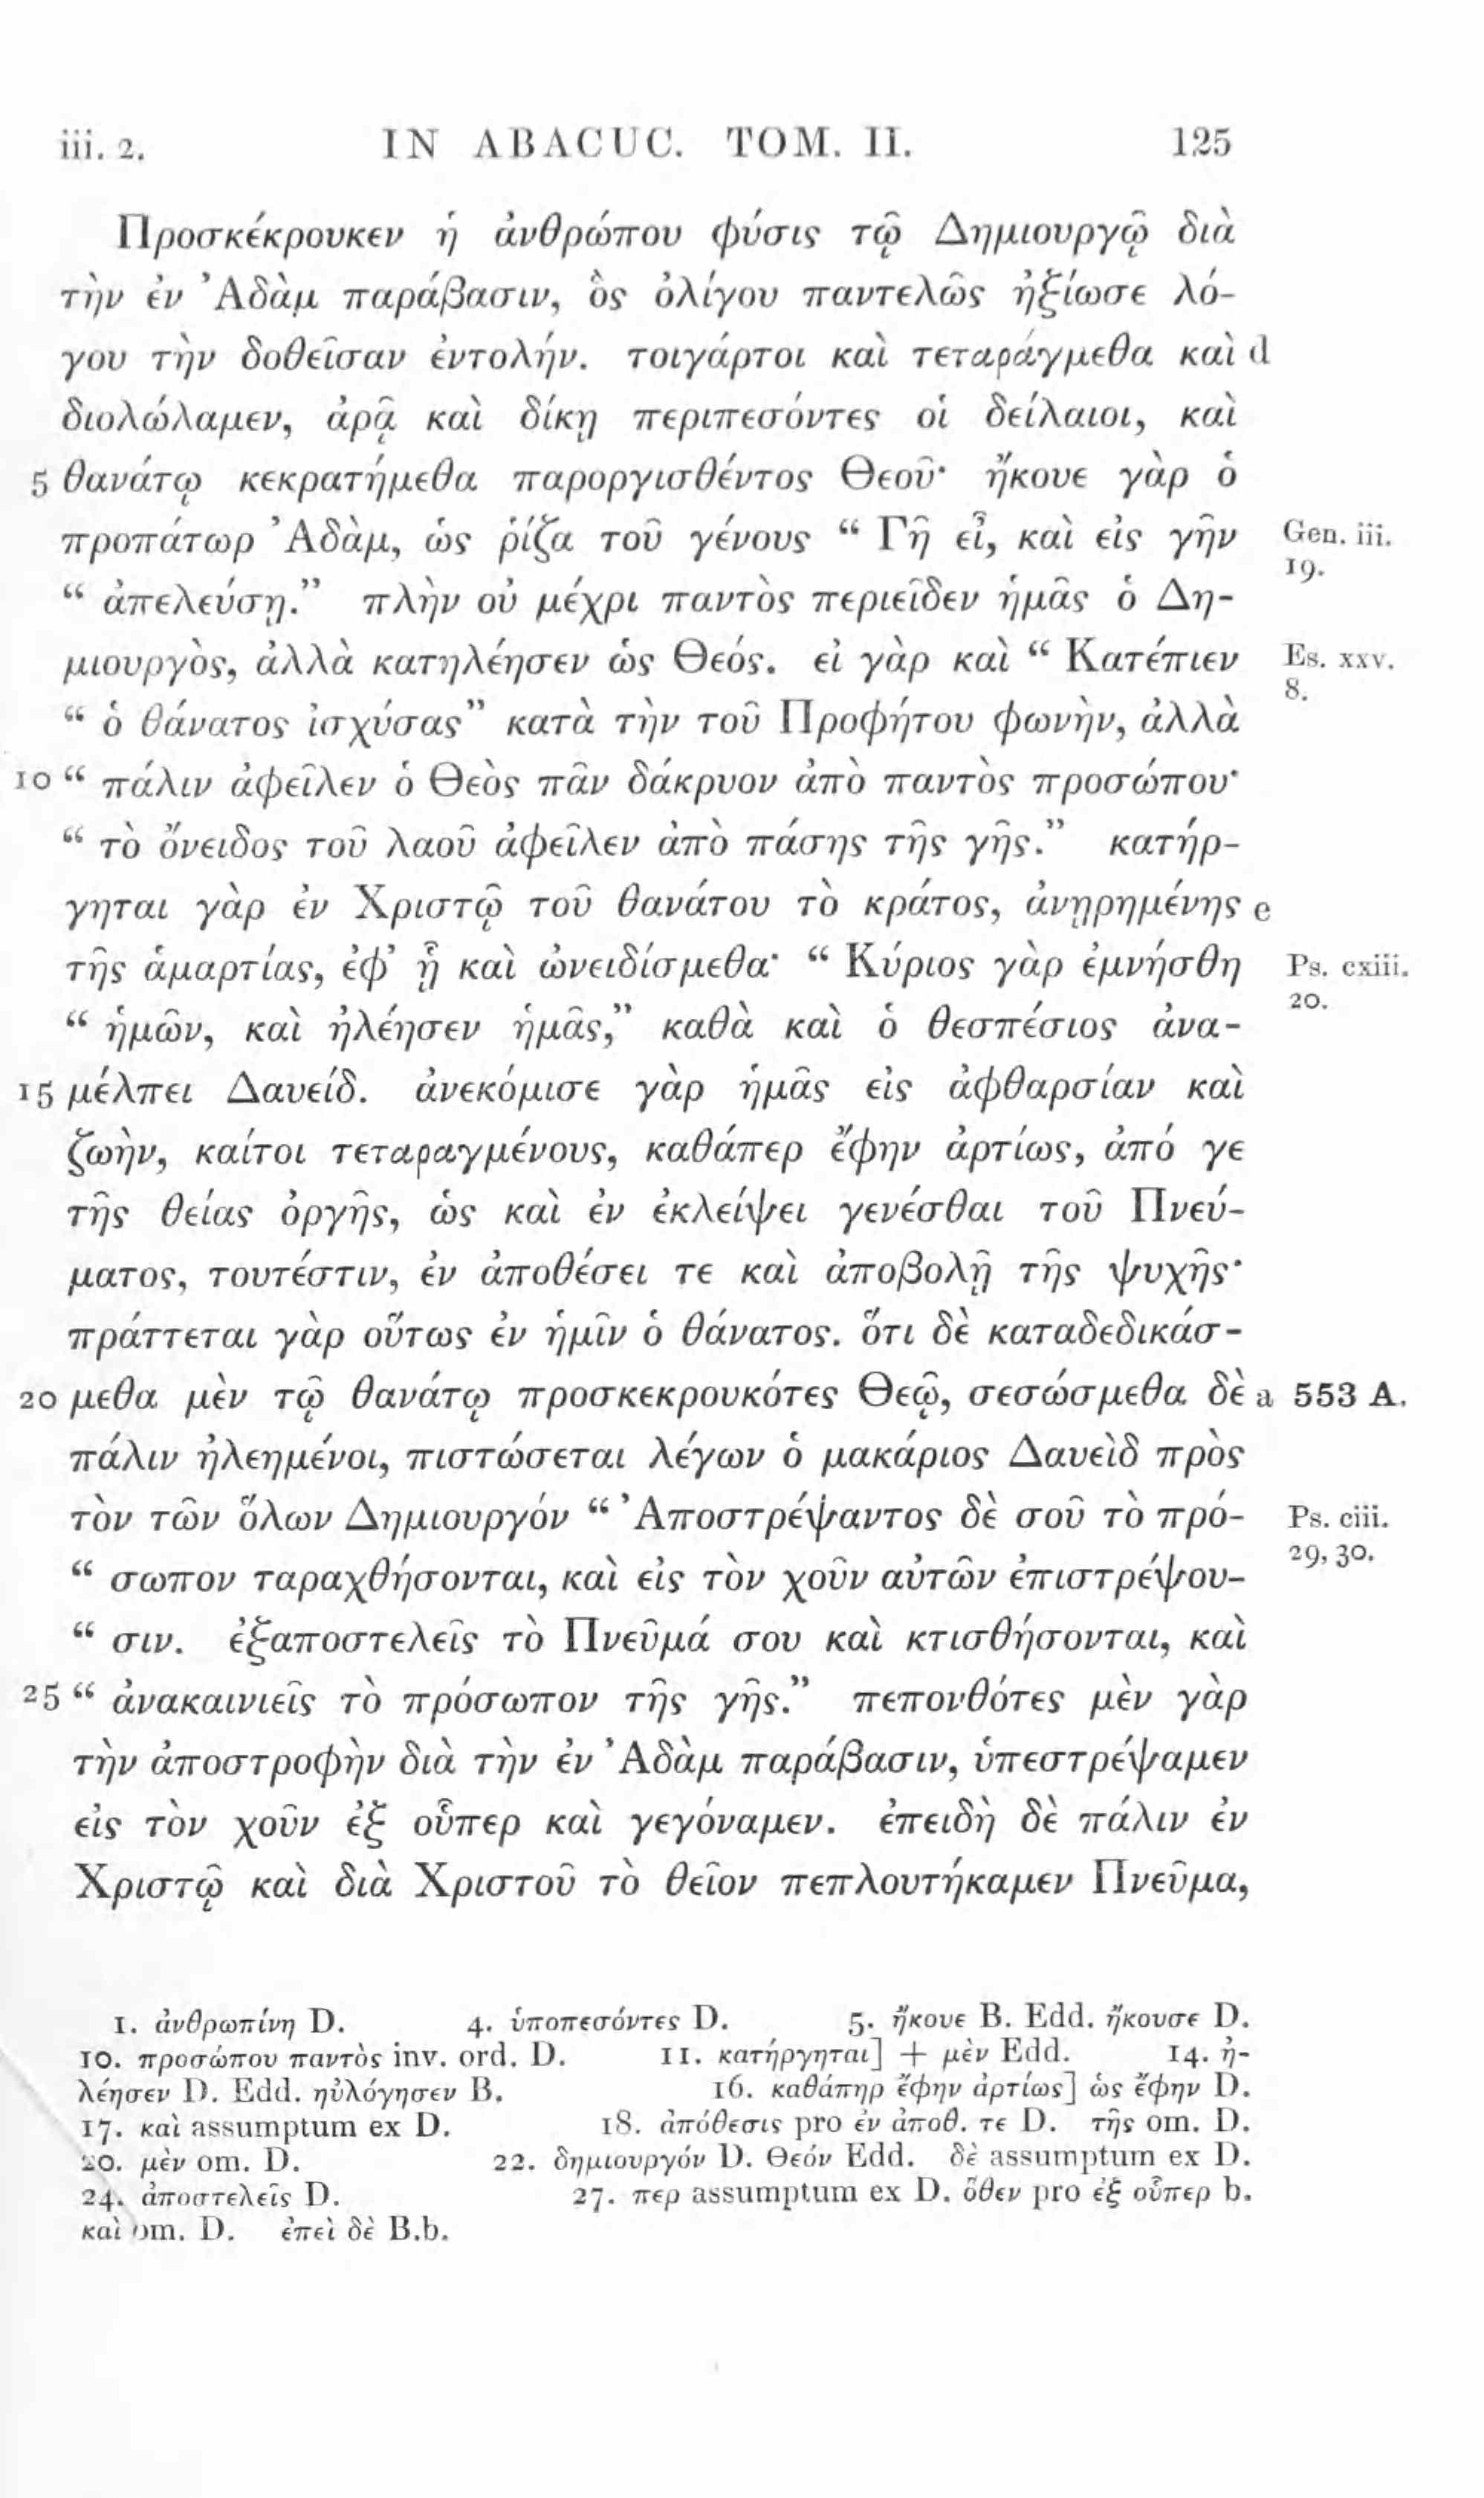 iii. 2. IN ABACUC. TOM. II. 125
Προσκέκρουκεν ἡ ἀνθρώπου φύσις τῷ Δημιουργῷ διὰ
τὴν ἐν Ἀδὰμ παράβασιν, ὃς ὀλίγου παντελῶς ἠξίωσε λό-
γου τὴν δοθεῖσαν ἐντολήν. τοιγάρτοι καὶ τεταράγμεθα καὶ d
διολώλαμεν, ἀρᾷ καὶ δίκῃ περιπεσόντες οἱ δείλαιοι, καὶ
5 θανάτῳ κεκρατήμεθα παροργισθέντος Θεοῦ· ἤκουε γὰρ ὁ
προπάτωρ Ἀδὰμ, ὡς ῥίζα τοῦ γένους “ Γῆ εἶ, καὶ εἰς γῆν Gen. iii.
19.
“ ἀπελεύσῃ.” πλὴν οὐ μέχρι παντὸς περιεῖδεν ἡμᾶς ὁ Δη-
μιουργὸς, ἀλλὰ κατηλέησεν ὡς Θεός. εἰ γὰρ καὶ “ Κατέπιεν Es. xxv.
8.
“ ὁ θάνατος ἰσχύσας” κατὰ τὴν τοῦ Προφήτου φωνὴν, ἀλλὰ
10 “ πάλιν ἀφεῖλεν ὁ Θεὸς πᾶν δάκρυον ἀπὸ παντὸς προσώπου·
“ τὸ ὄνειδος τοῦ λαοῦ ἀφεῖλεν ἀπὸ πάσης τῆς γῆς.” κατήρ-
γηται γὰρ ἐν Χριστῷ τοῦ θανάτου τὸ κράτος, ἀνῃρημένης e
τῆς ἁμαρτίας, ἐφ’ ᾗ καὶ ὠνειδίσμεθα· “ Κύριος γὰρ ἐμνήσθη Ps. cxiii.
20.
“ ἡμῶν, καὶ ἠλέησεν ἡμᾶς,” καθὰ καὶ ὁ θεσπέσιος ἀνα-
15 μέλπει Δαυείδ. ἀνεκόμισε γὰρ ἡμᾶς εἰς ἀφθαρσίαν καὶ
ζωὴν, καίτοι τεταραγμένους, καθάπερ ἔφην ἀρτίως, ἀπό γε
τῆς θείας ὀργῆς, ὡς καὶ ἐν ἐκλείψει γενέσθαι τοῦ Πνεύ-
ματος, τουτέστιν, ἐν ἀποθέσει τε καὶ ἀποβολῇ τῆς ψυχῆς·
πράττεται γὰρ οὕτως ἐν ἡμῖν ὁ θάνατος. ὅτι δὲ καταδεδικάσ-
20 μεθα μὲν τῷ θανάτῳ προσκεκρουκότες Θεῷ, σεσώσμεθα δὲ a 553 A.
πάλιν ἠλεημένοι, πιστώσεται λέγων ὁ μακάριος Δαυεὶδ πρὸς
τὸν τῶν ὅλων Δημιουργόν “ Ἀποστρέψαντος δὲ σοῦ τὸ πρό- Ps. ciii.
29, 30.
“ σωπον ταραχθήσονται, καὶ εἰς τὸν χοῦν αὐτῶν ἐπιστρέψου-
“ σιν. ἐξαποστελεῖς τὸ Πνεῦμά σου καὶ κτισθήσονται, καὶ
25 “ ἀνακαινιεῖς τὸ πρόσωπον τῆς γῆς.” πεπονθότες μὲν γὰρ
τὴν ἀποστροφὴν διὰ τὴν ἐν Ἀδὰμ παράβασιν, ὑπεστρέψαμεν
εἰς τὸν χοῦν ἐξ οὗπερ καὶ γεγόναμεν. ἐπειδὴ δὲ πάλιν ἐν
Χριστῷ καὶ διὰ Χριστοῦ τὸ θεῖον πεπλουτήκαμεν Πνεῦμα,
1. ἀνθρωπίνη D. 4. ὑποπεσόντες D. 5. ἤκουε B. Edd. ἤκουσε D.
10. προσώπου παντὸς inv. ord. D. 11. κατήργηται] + μὲν Edd. 14. ἠ-
λέησεν D. Edd. ηὐλόγησεν B. 16. καθάπηρ ἔφην ἀρτίως] ὡς ἔφην D.
17. καὶ assumptum ex D. 18. ἀπόθεσις pro ἐν ἀποθ. τε D. τῆς om. D.
20. μὲν om. D. 22. δημιουργόν D. Θεόν Edd. δὲ assumptum ex D.
24. ἀποστελεῖς D. 27. περ assumptum ex D. ὅθεν pro ἐξ οὗπερ b.
καὶ om. D. ἐπεὶ δὲ B.b.